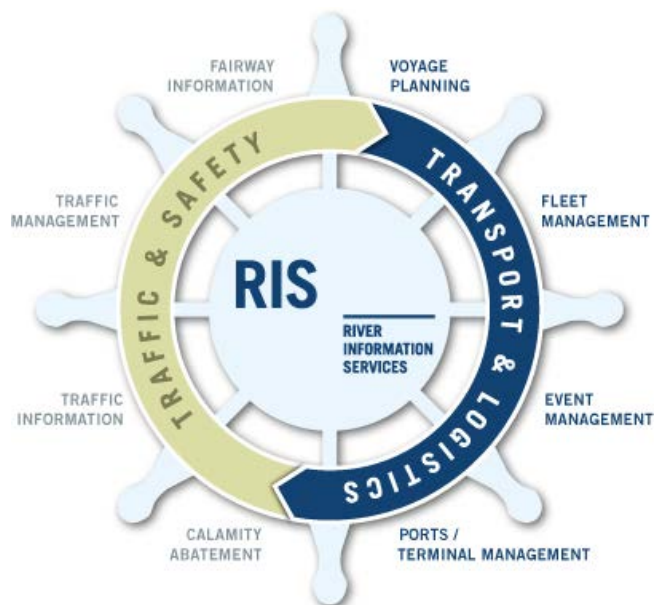 FAIRWAY
INFORMATION
VOYAGE
PLANNING
TRAFFIC
MANAGEMENT
FLEET
MANAGEMENT
TRAFFIC & SAFETY
TRANSPORT & LOGISTICS
RIS
RIVER
INFORMATION
SERVICES
TRAFFIC
INFORMATION
EVENT
MANAGEMENT
CALAMITY
ABATEMENT
PORTS /
TERMINAL MANAGEMENT